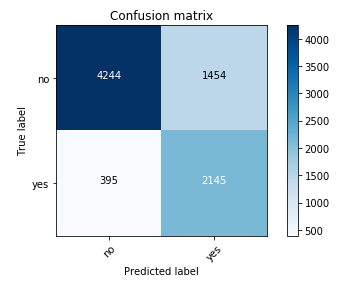 Confusion matrix
True label
no
4244
1454
yes
395
2145
no
yes
Predicted label
4000
3500
3000
2500
2000
1500
1000
500